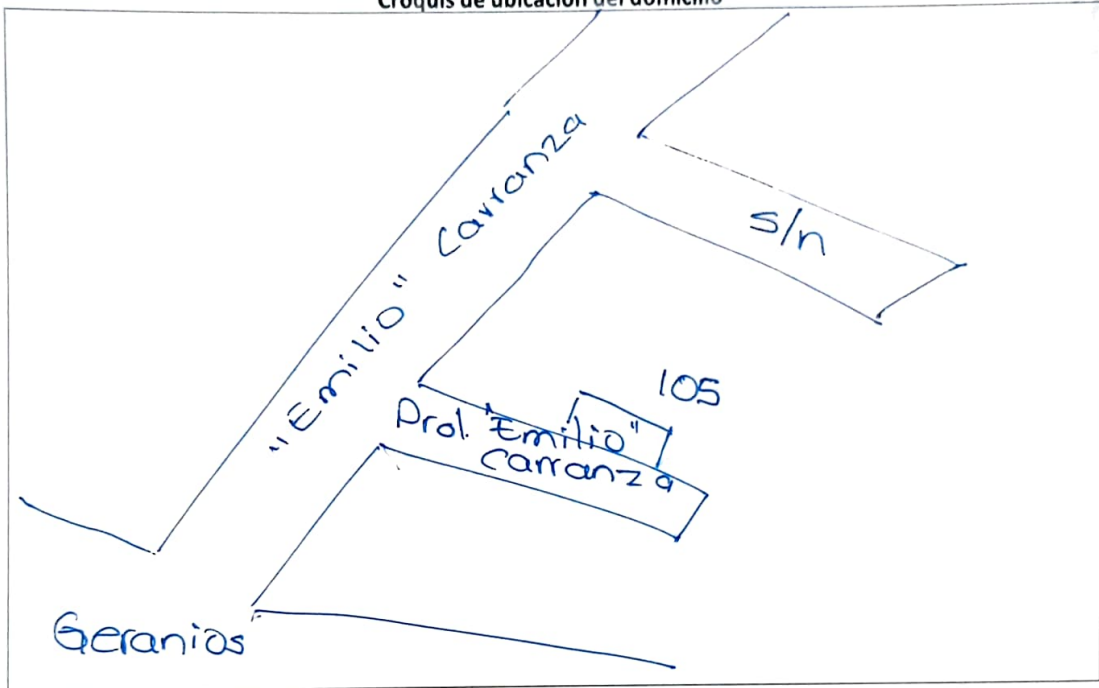 Croquis de ubicación del domicilio
"Emilio" Carranza
s/n
105
Prol. "Emilio"
Carranza
Geranios